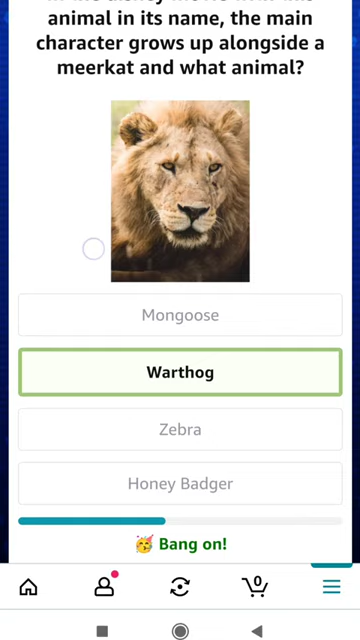 animal in its name, the main
character grows up alongside a
meerkat and what animal?
Mongoose
Warthog
Zebra
Honey Badger
🥳 Bang on!
0